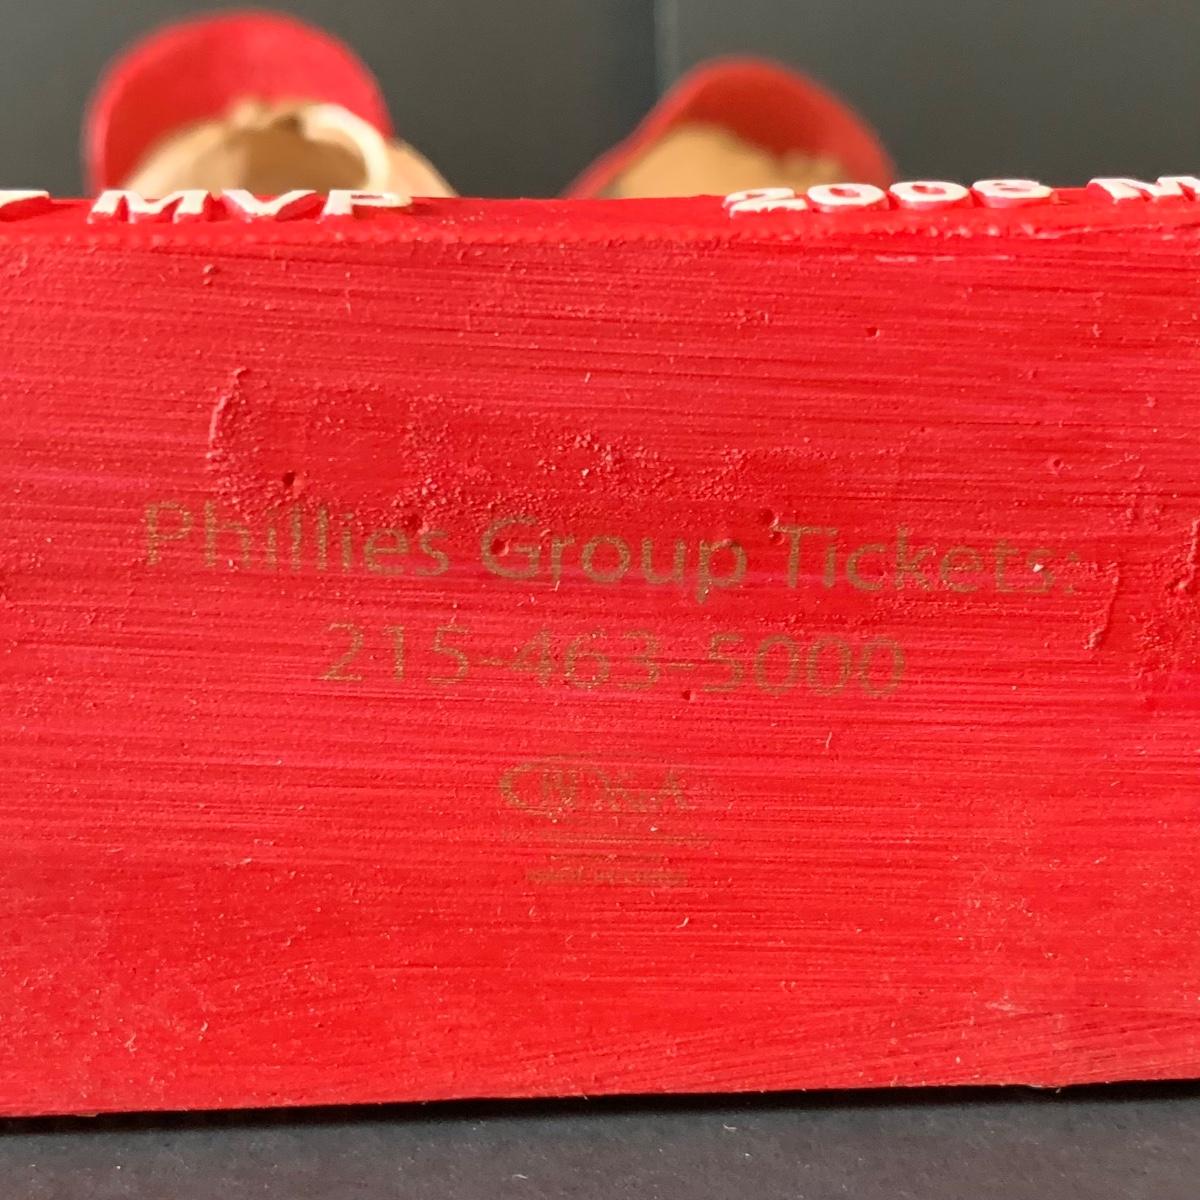 MVP 2008 M
Phillies Group Tickets:
215-463-5000